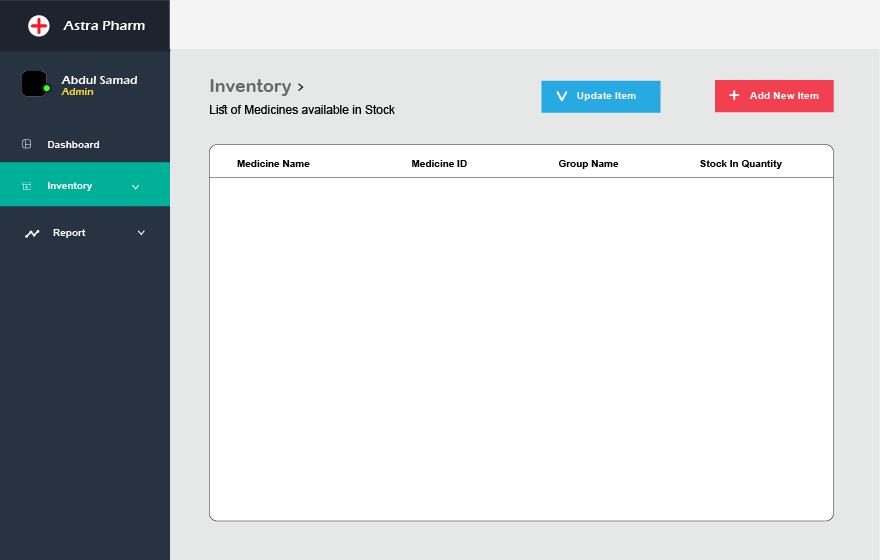 Astra Pharm
Abdul Samad
Admin
Dashboard
Inventory
Report
Inventory >
List of Medicines available in Stock
Update Item
Add New Item
Medicine Name Medicine ID Group Name Stock In Quantity